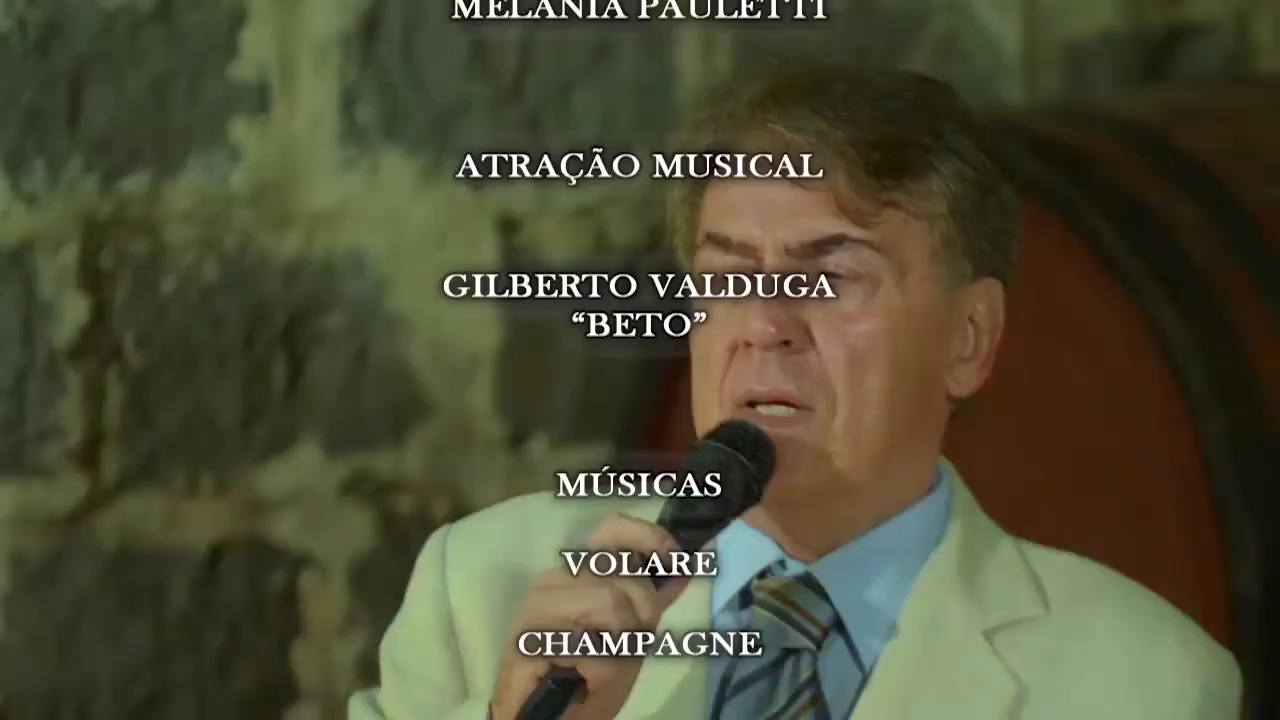 MELANIA PAULETTI
ATRAÇÃO MUSICAL
GILBERTO VALDUGA
“BETO”
MÚSICAS
VOLARE
CHAMPAGNE